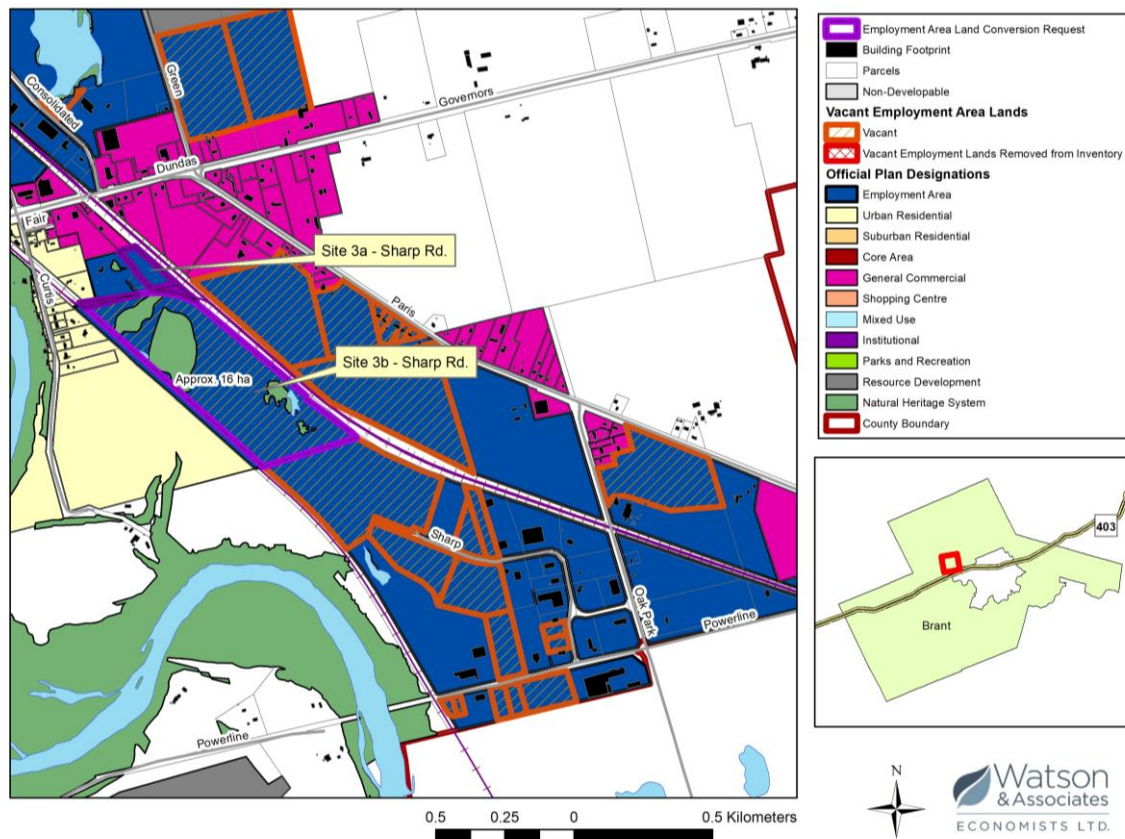 Consolidated
Green
Governors
Dundas
Fair
Curtis
Site 3a - Sharp Rd.
Paris
Site 3b - Sharp Rd.
Approx. 16 ha
Sharp
Oak Park
Powerline
Powerline
0.5 0.25 0 0.5 Kilometers
Employment Area Land Conversion Request
Building Footprint
Parcels
Non-Developable
Vacant Employment Area Lands
Vacant
Vacant Employment Lands Removed from Inventory
Official Plan Designations
Employment Area
Urban Residential
Suburban Residential
Core Area
General Commercial
Shopping Centre
Mixed Use
Institutional
Parks and Recreation
Resource Development
Natural Heritage System
County Boundary
403
Brant
N
Watson
& Associates
ECONOMISTS LTD.